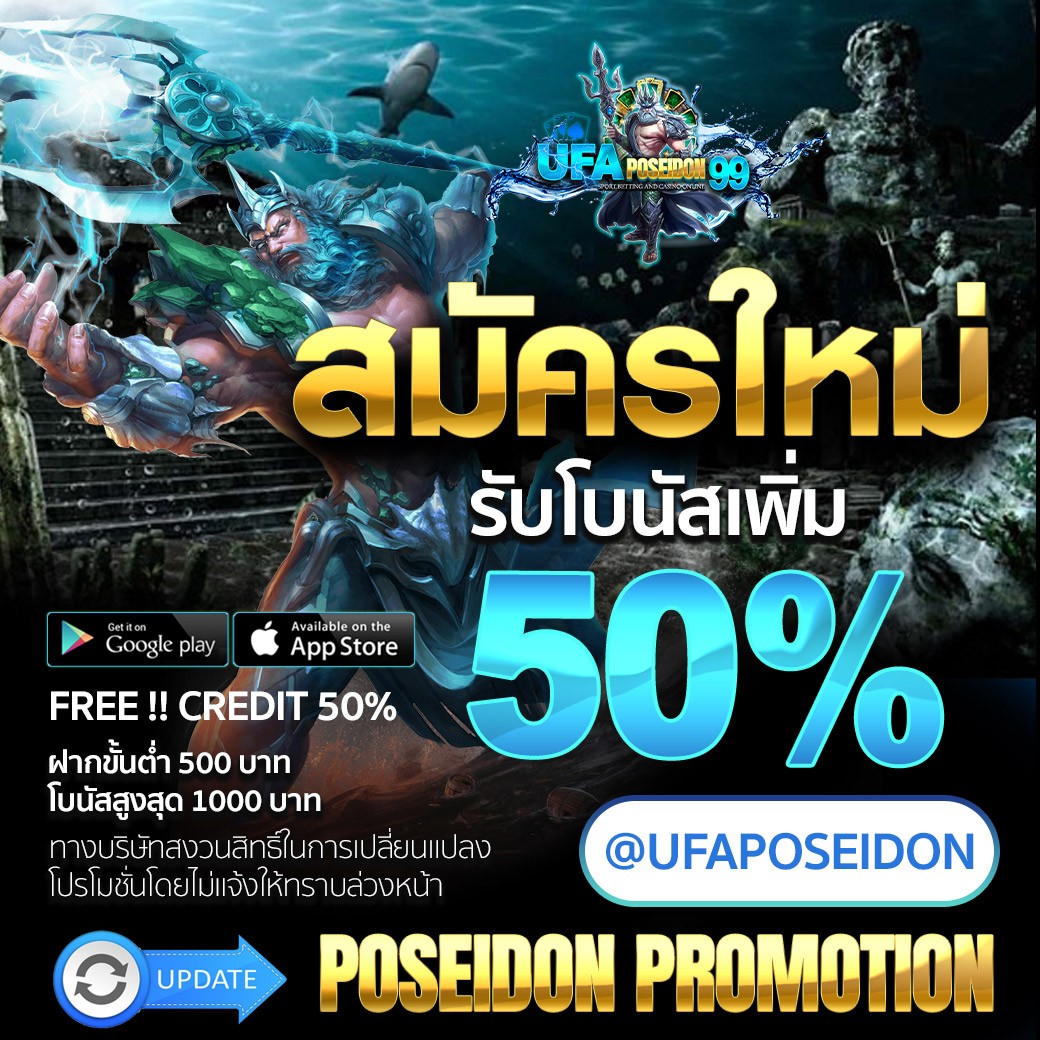 UFA POSEIDON 99
SPORT BETTING AND CASINO ONLINE
สมัครใหม่
รับโบนัสเพิ่ม
50%
Get it on
Google play
Available on the
App Store
FREE !! CREDIT 50%
ฝากขั้นต่ำ 500 บาท
โบนัสสูงสุด 1000 บาท
ทางบริษัทสงวนสิทธิ์ในการเปลี่ยนแปลง
โปรโมชั่นโดยไม่แจ้งให้ทราบล่วงหน้า
@UFAPOSEIDON
UPDATE
POSEIDON PROMOTION